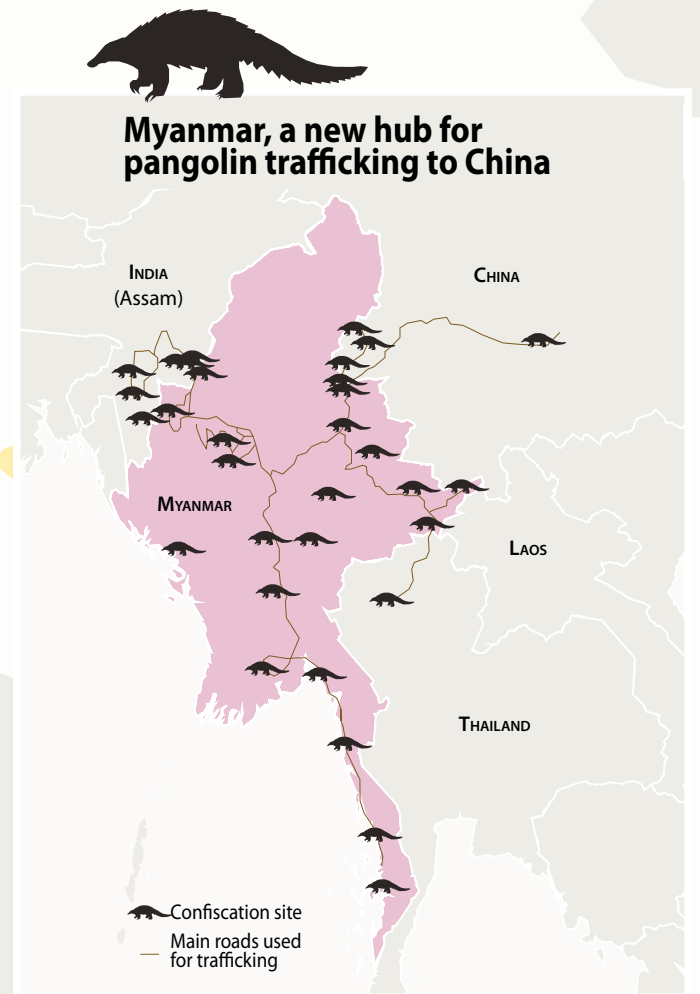 Myanmar, a new hub for
pangolin trafficking to China
INDIA
(Assam)
CHINA
MYANMAR
LAOS
THAILAND
Confiscation site
Main roads used
for trafficking